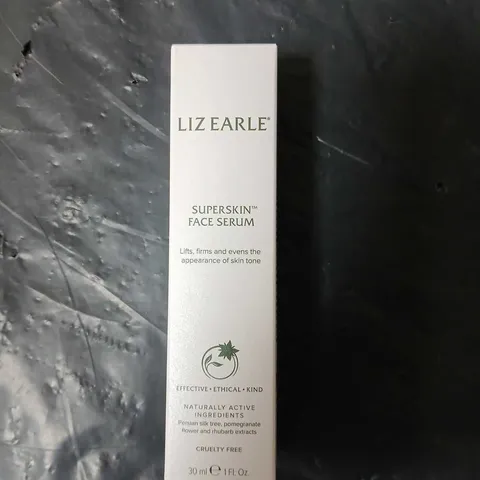 LIZ EARLE®
SUPERSKIN™
FACE SERUM
Lifts, firms and evens the
appearance of skin tone
EFFECTIVE • ETHICAL • KIND
NATURALLY ACTIVE
INGREDIENTS
Persian silk tree, pomegranate
flower and rhubarb extracts
CRUELTY FREE
30 ml ℮ 1 Fl. Oz.